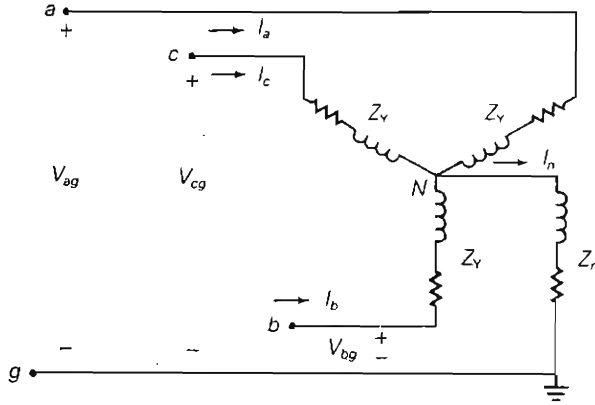 a
+
I_a
c
+
I_c
Z_Y
Z_Y
I_n
V_ag
V_cg
N
Z_Y
Z_n
I_b
b
+
V_bg
−
−
−
g